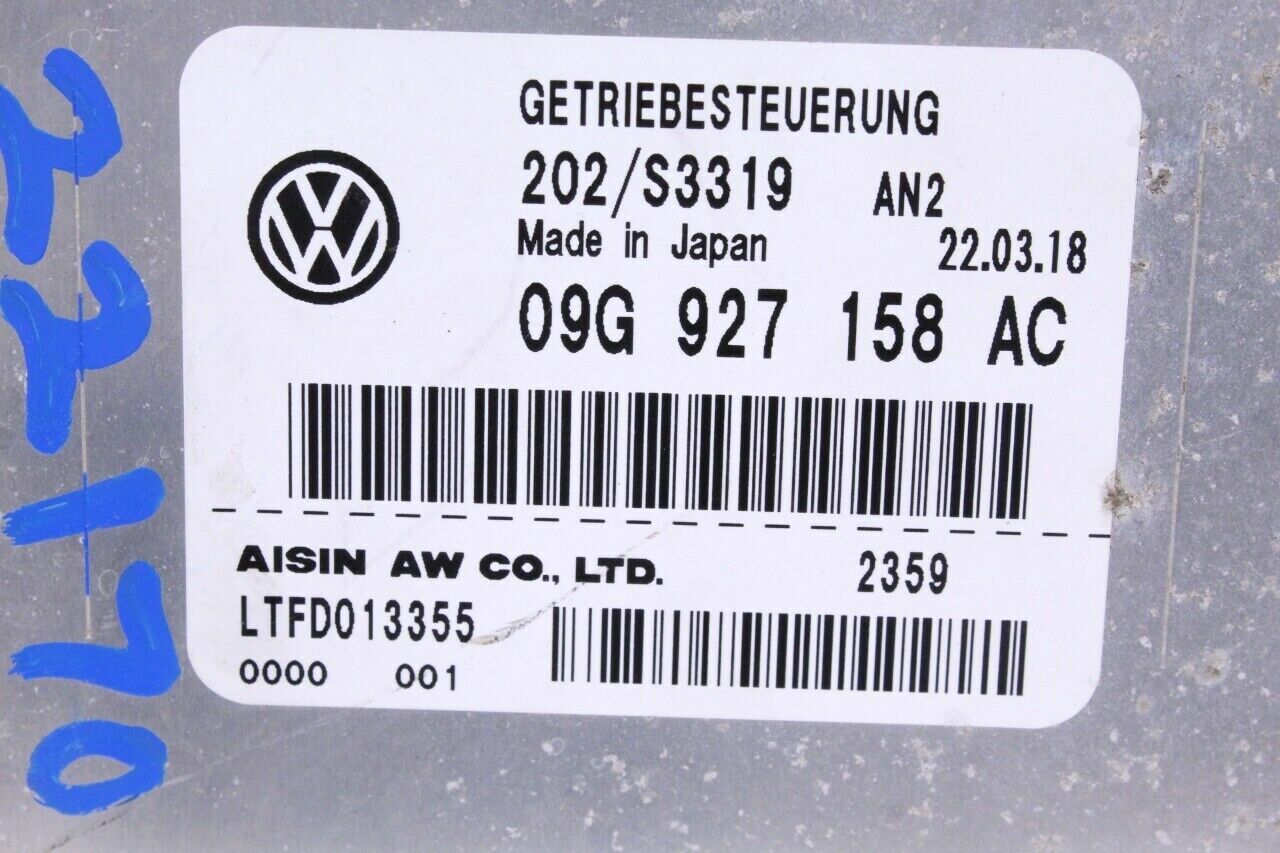 GETRIEBESTEUERUNG
202/S3319 AN2
Made in Japan 22.03.18
09G 927 158 AC
AISIN AW CO., LTD. 2359
LTFD013355
0000 001
22170